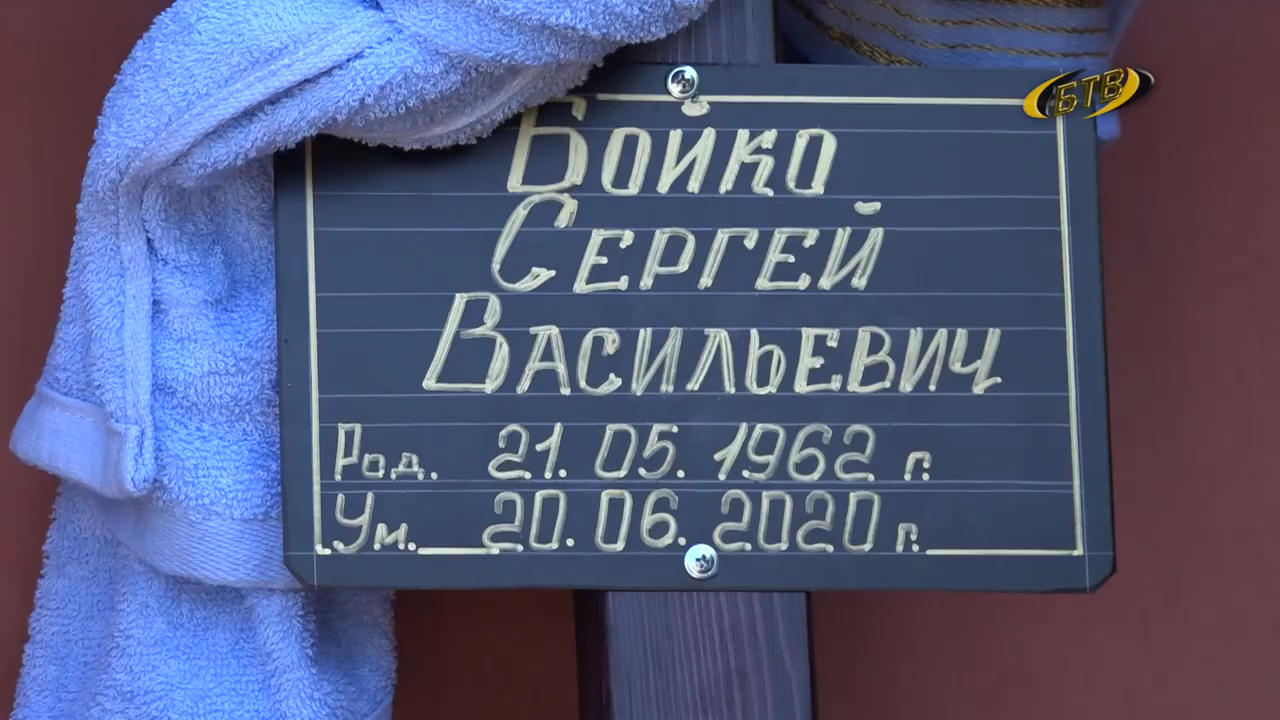 БТВ
Бойко
Сергей
Васильевич
Род. 21.05.1962 г.
Ум. 20.06.2020 г.